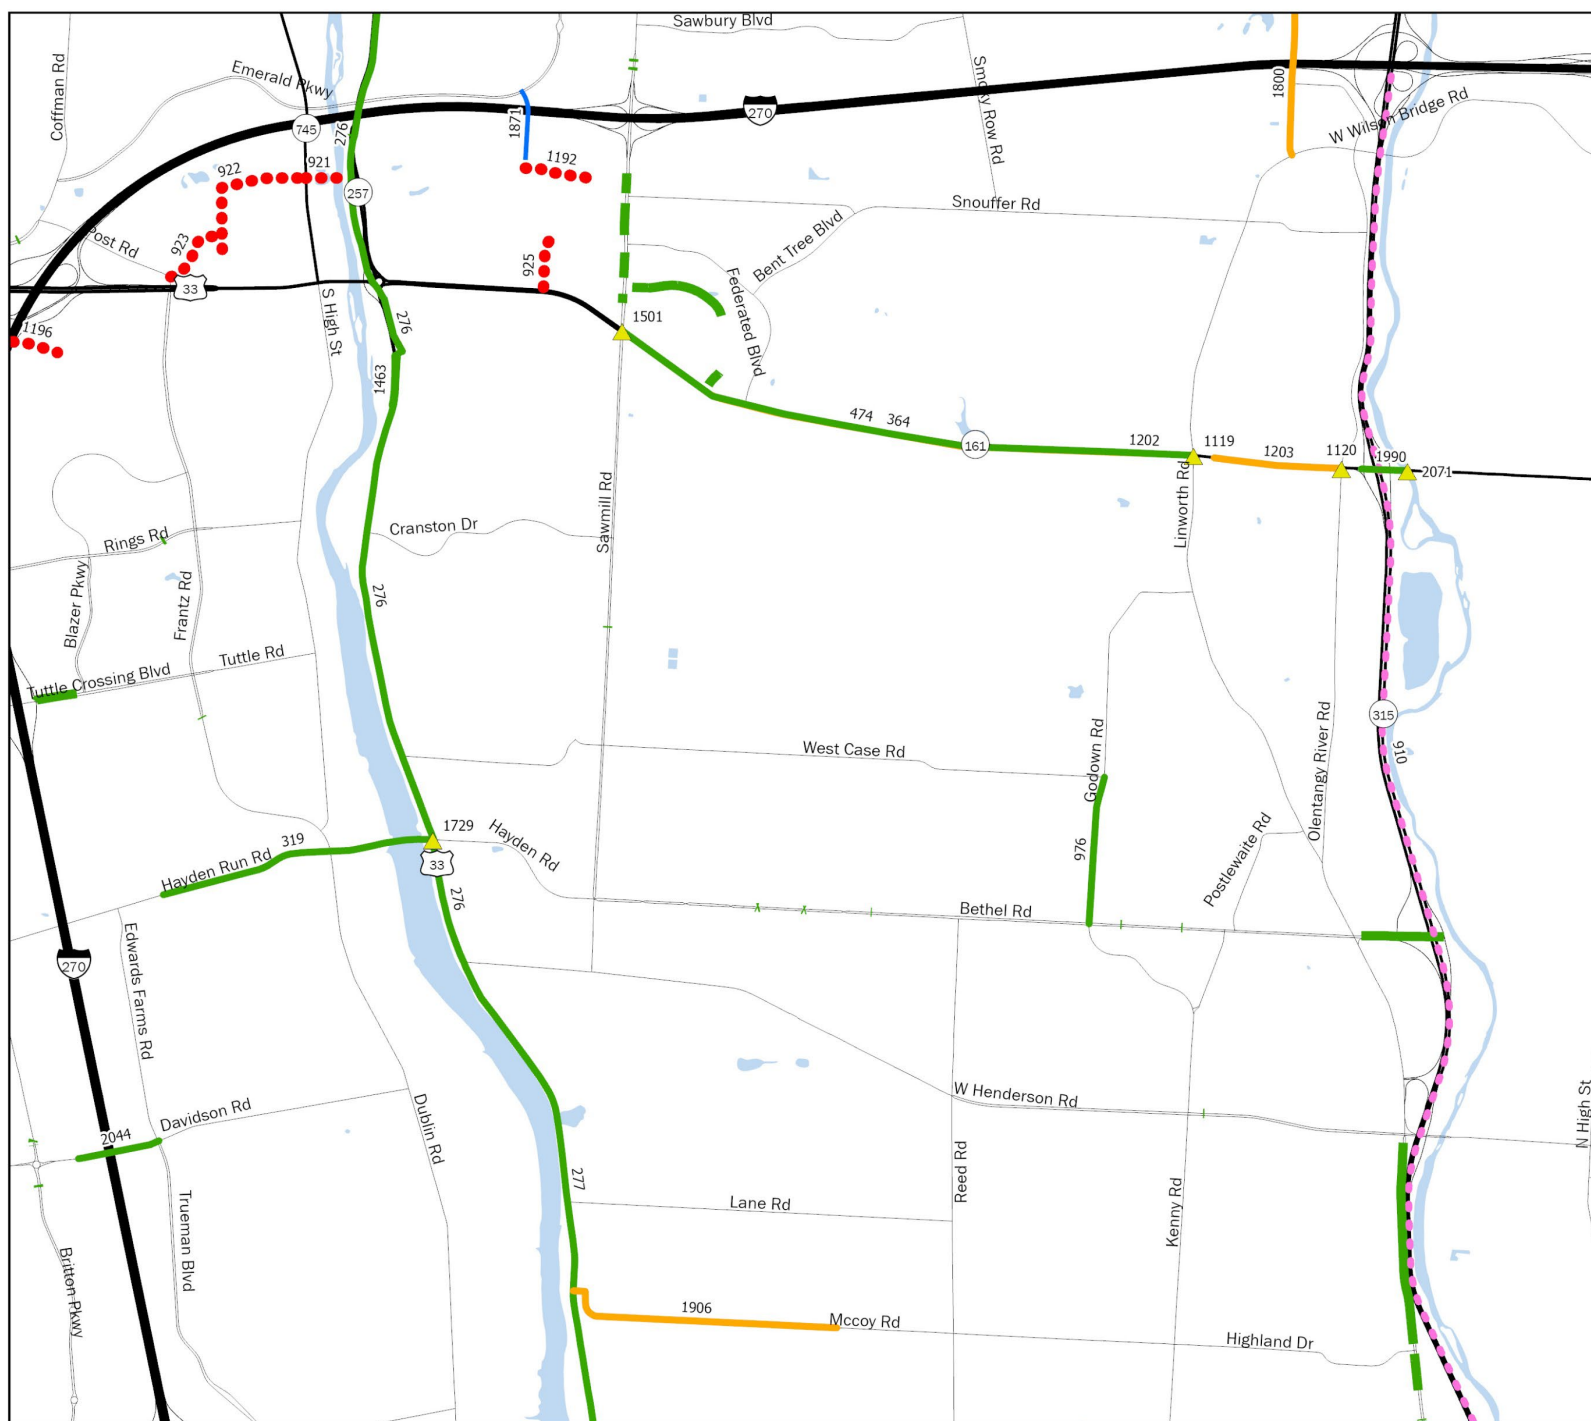 Sawbury Blvd
Coffman Rd
Emerald Pkwy
Smoky Row Rd
1800
W Wilson Bridge Rd
270
745
276
1871
922
921
1192
257
Snouffer Rd
Bent Tree Blvd
Post Rd
923
925
Federated Blvd
33
S High St
276
1501
1196
1463
474
364
161
1202
1119
1203
1120
1990
2071
Sawmill Rd
Linworth Rd
Cranston Dr
Rings Rd
Blazer Pkwy
Frantz Rd
276
Tuttle Rd
Tuttle Crossing Blvd
315
910
West Case Rd
Godown Rd
Olentangy River Rd
319
1729
Hayden Rd
33
Hayden Run Rd
276
976
Postlewaite Rd
Bethel Rd
Edwards Farms Rd
270
W Henderson Rd
Davidson Rd
2044
Dublin Rd
N High St
277
Reed Rd
Lane Rd
Kenny Rd
Trueman Blvd
Britton Pkwy
1906
Mccoy Rd
Highland Dr